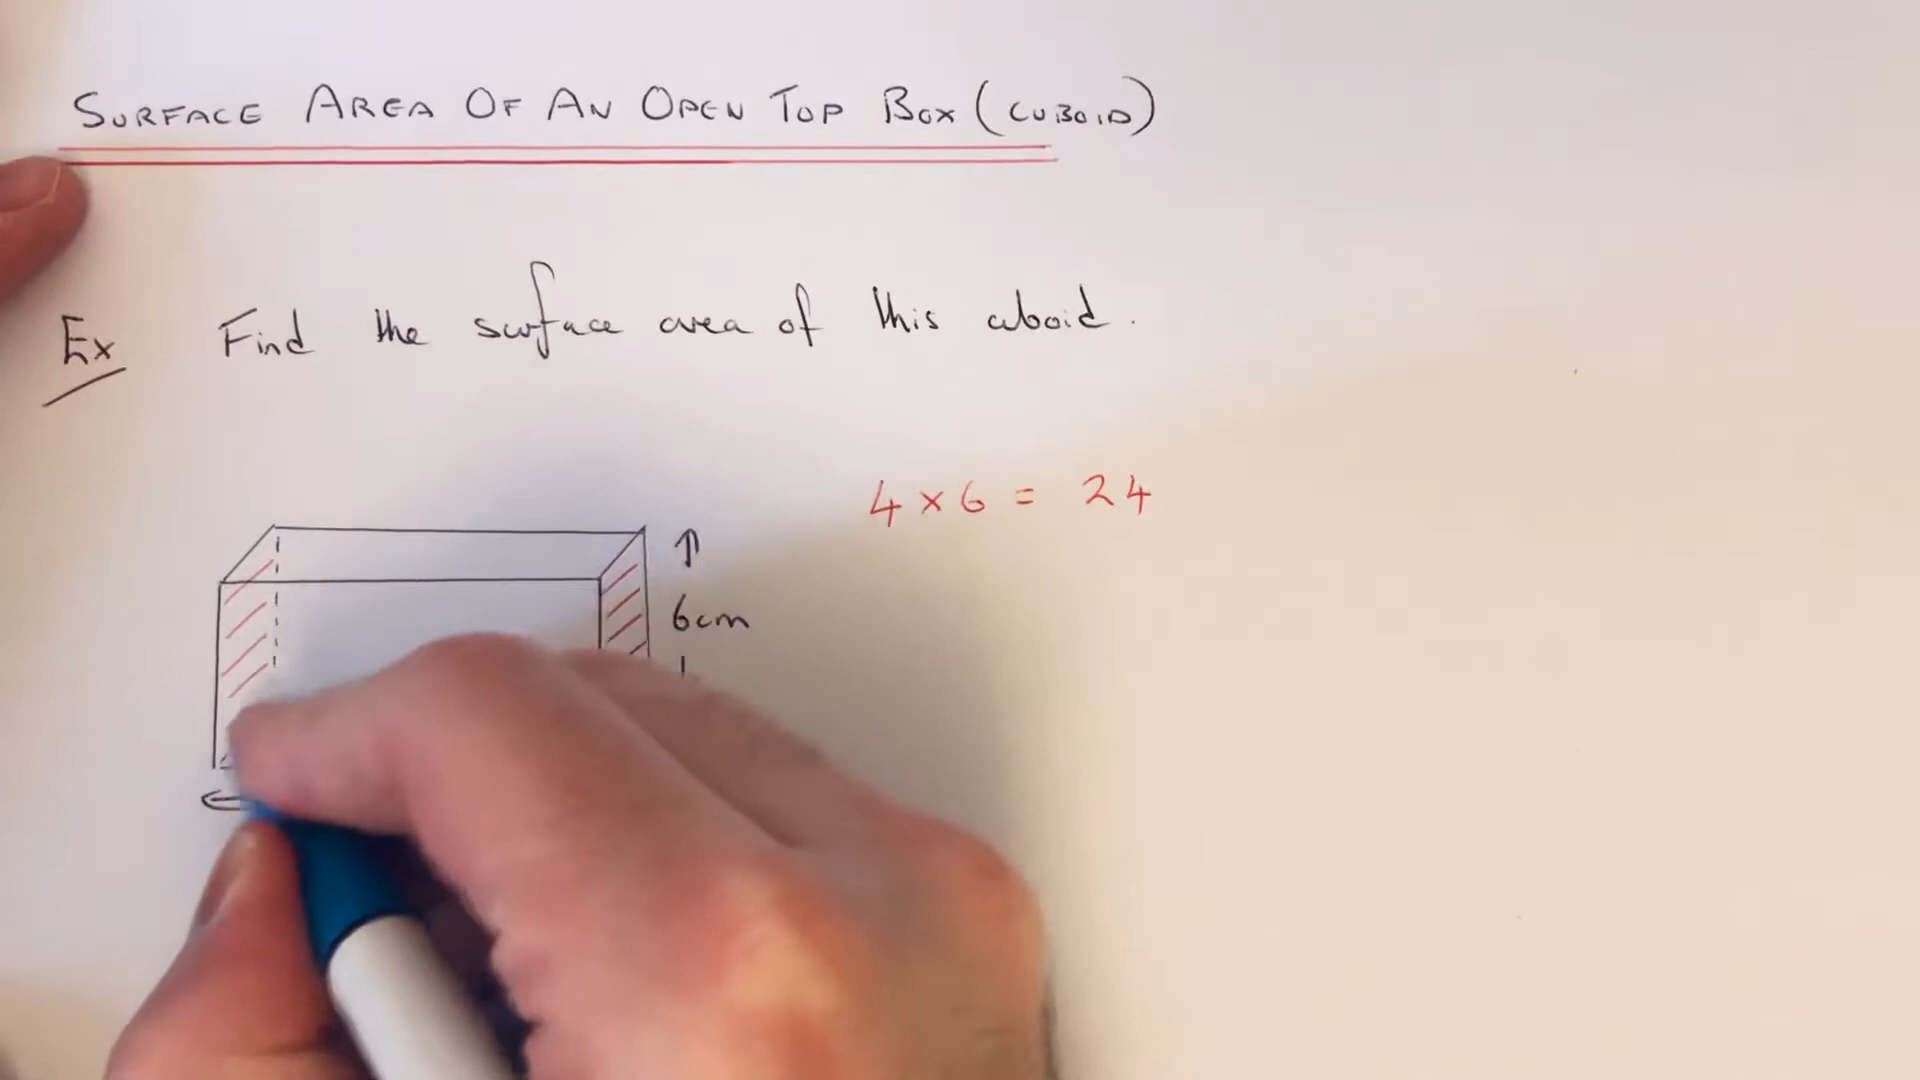 SURFACE AREA OF AN OPEN TOP BOX (CUBOID)
Ex Find the surface area of this cuboid.
4 × 6 = 24
6cm